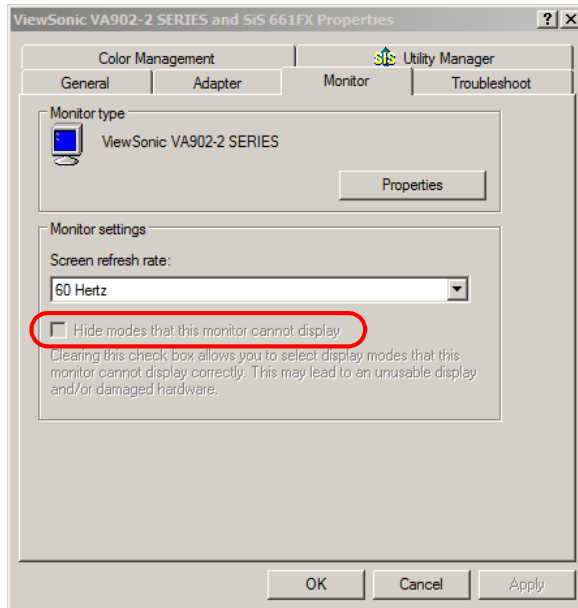 ViewSonic VA902-2 SERIES and SiS 661FX Properties
Color Management
SiS Utility Manager
General
Adapter
Monitor
Troubleshoot
Monitor type
ViewSonic VA902-2 SERIES
Properties
Monitor settings
Screen refresh rate:
60 Hertz
Hide modes that this monitor cannot display
Clearing this check box allows you to select display modes that this
monitor cannot display correctly. This may lead to an unusable display
and/or damaged hardware.
OK
Cancel
Apply